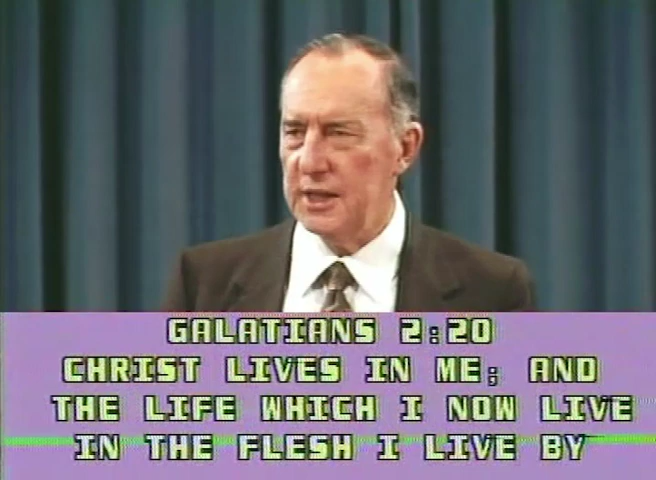 GALATIANS 2:20
CHRIST LIVES IN ME; AND
THE LIFE WHICH I NOW LIVE
IN THE FLESH I LIVE BY